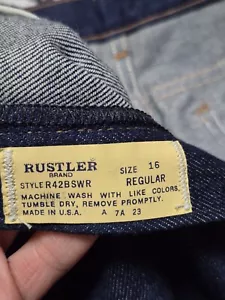 RUSTLER SIZE 16
BRAND
STYLE R42BSWR REGULAR
MACHINE WASH WITH LIKE COLORS,
TUMBLE DRY, REMOVE PROMPTLY.
MADE IN U.S.A. A 7A 23